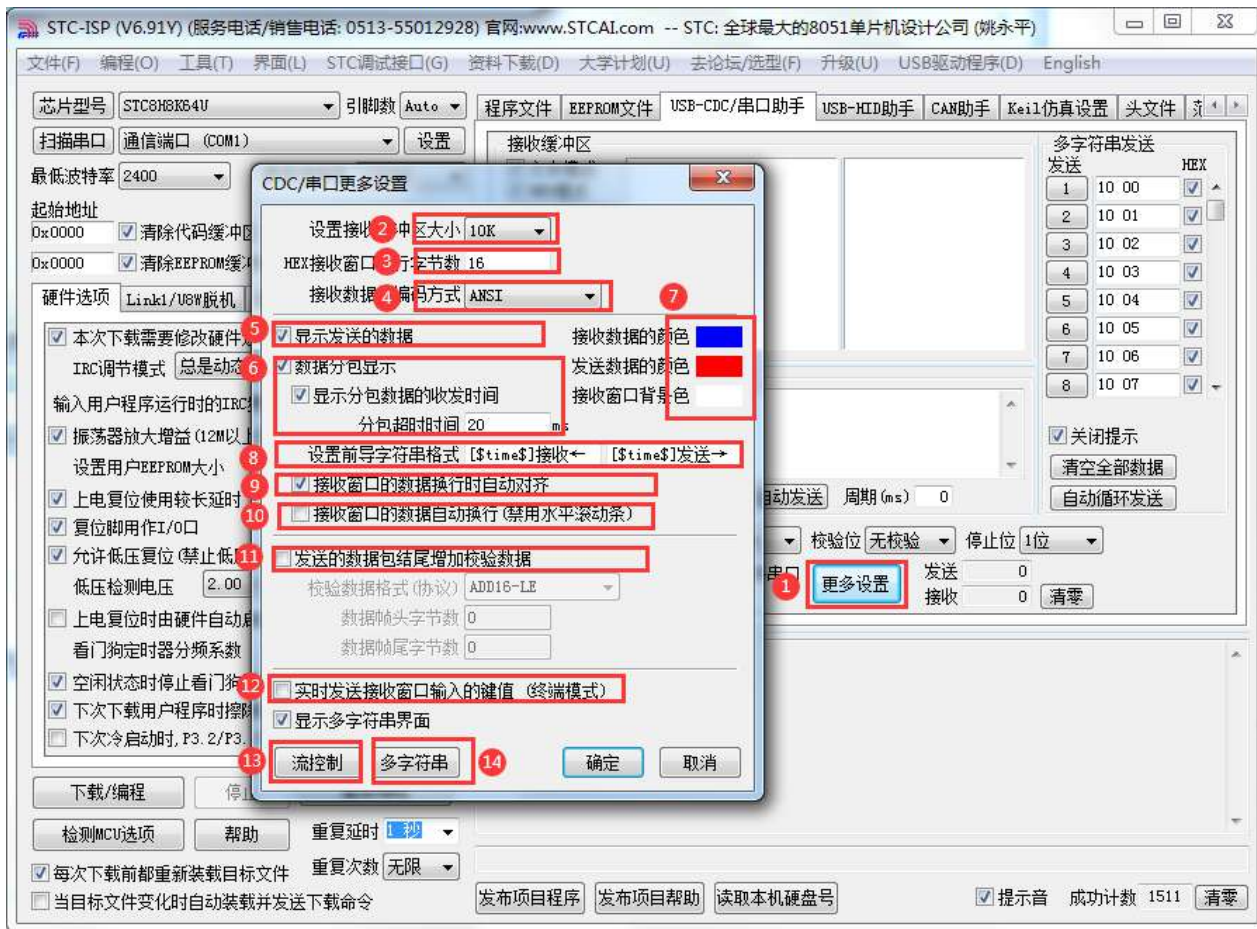 STC-ISP (V6.91Y) (服务电话/销售电话: 0513-55012928) 官网:www.STCAI.com -- STC: 全球最大的8051单片机设计公司 (姚永平)
文件(F) 编程(O) 工具(T) 界面(L) STC调试接口(G) 资料下载(D) 大学计划(U) 去论坛/选型(F) 升级(U) USB驱动程序(D) English
芯片型号 STC8H8K64U 引脚数 Auto
扫描串口 通信端口 (COM1) 设置
最低波特率 2400
起始地址
0x0000 清除代码缓冲区
0x0000 清除EEPROM缓冲
硬件选项 Link1/U8W脱机
本次下载需要修改硬件
IRC调节模式 总是动态
输入用户程序运行时的IRC
振荡器放大增益(12M以上
设置用户EEPROM大小
上电复位使用较长延时
复位脚用作I/O口
允许低压复位(禁止低
低压检测电压 2.00
上电复位时由硬件自动
看门狗定时器分频系数
空闲状态时停止看门狗
下次下载用户程序时擦除
下次冷启动时,P3.2/P3.
下载/编程
检测MCU选项 帮助 重复延时 1 秒
每次下载前都重新装载目标文件 重复次数 无限
当目标文件变化时自动装载并发送下载命令
程序文件 EEPROM文件 USB-CDC/串口助手 USB-HID助手 CAN助手 Keil仿真设置 头文件
接收缓冲区
多字符串发送
发送 HEX
1 10 00
2 10 01
3 10 02
4 10 03
5 10 04
6 10 05
7 10 06
8 10 07
关闭提示
清空全部数据
自动循环发送
自动发送 周期(ms) 0
校验位 无校验 停止位 1位
1 更多设置 发送 0
接收 0 清零
发布项目程序 发布项目帮助 读取本机硬盘号 提示音 成功计数 1511 清零
CDC/串口更多设置
设置接收 2 冲区大小 10K
HEX接收窗口 3 行字节数 16
接收数据 4 编码方式 ANSI
5 显示发送的数据
6 数据分包显示
显示分包数据的收发时间
分包超时时间 20 ms
7
接收数据的颜色
发送数据的颜色
接收窗口背景色
8 设置前导字符串格式 [$time$]接收← [$time$]发送→
9 接收窗口的数据换行时自动对齐
10 接收窗口的数据自动换行(禁用水平滚动条)
11 发送的数据包结尾增加校验数据
校验数据格式(协议) ADD16-LE
数据帧头字节数 0
数据帧尾字节数 0
12 实时发送接收窗口输入的键值 (终端模式)
显示多字符串界面
13 流控制 多字符串 14 确定 取消